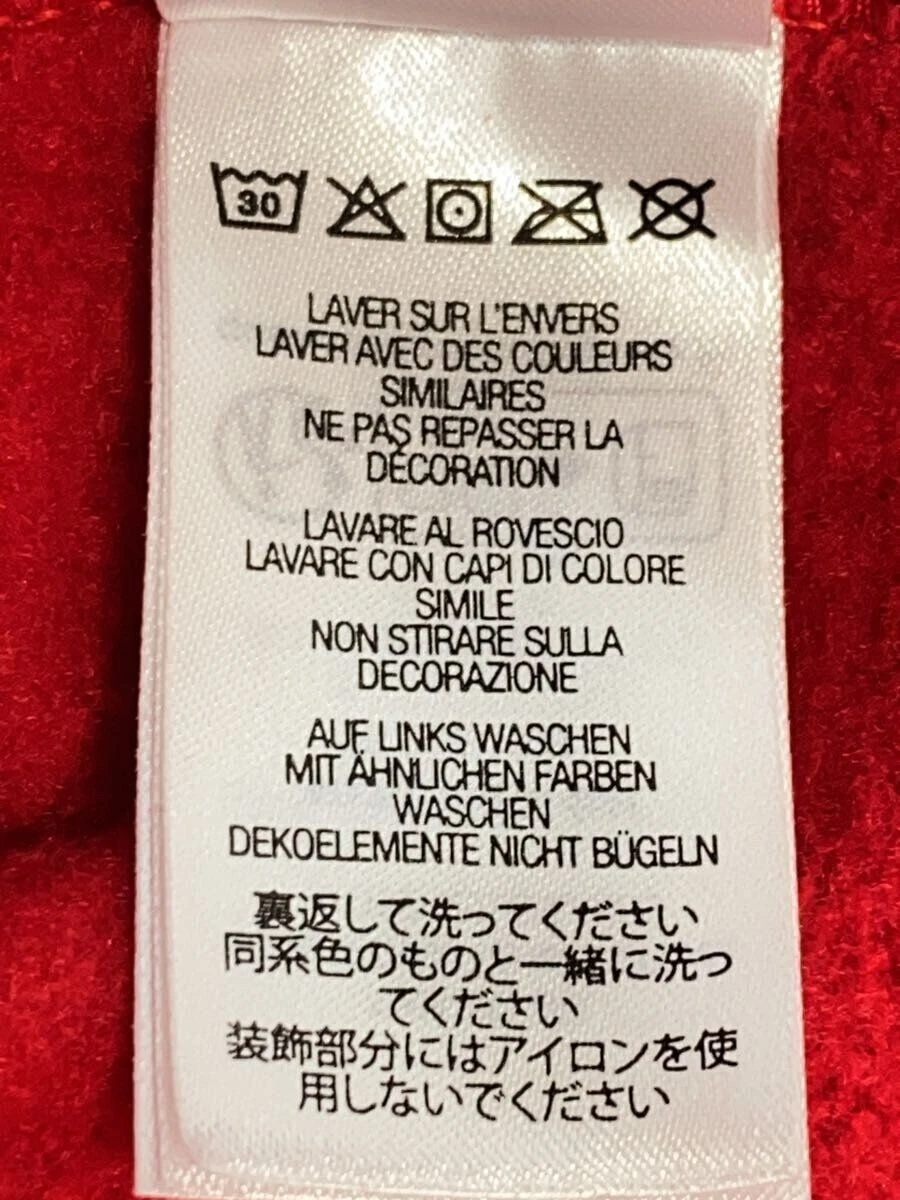 30
LAVER SUR L'ENVERS
LAVER AVEC DES COULEURS
SIMILAIRES
NE PAS REPASSER LA
DÉCORATION
LAVARE AL ROVESCIO
LAVARE CON CAPI DI COLORE
SIMILE
NON STIRARE SULLA
DECORAZIONE
AUF LINKS WASCHEN
MIT ÄHNLICHEN FARBEN
WASCHEN
DEKOELEMENTE NICHT BÜGELN
裏返して洗ってください
同系色のものと一緒に洗っ
てください
装飾部分にはアイロンを使
用しないでください